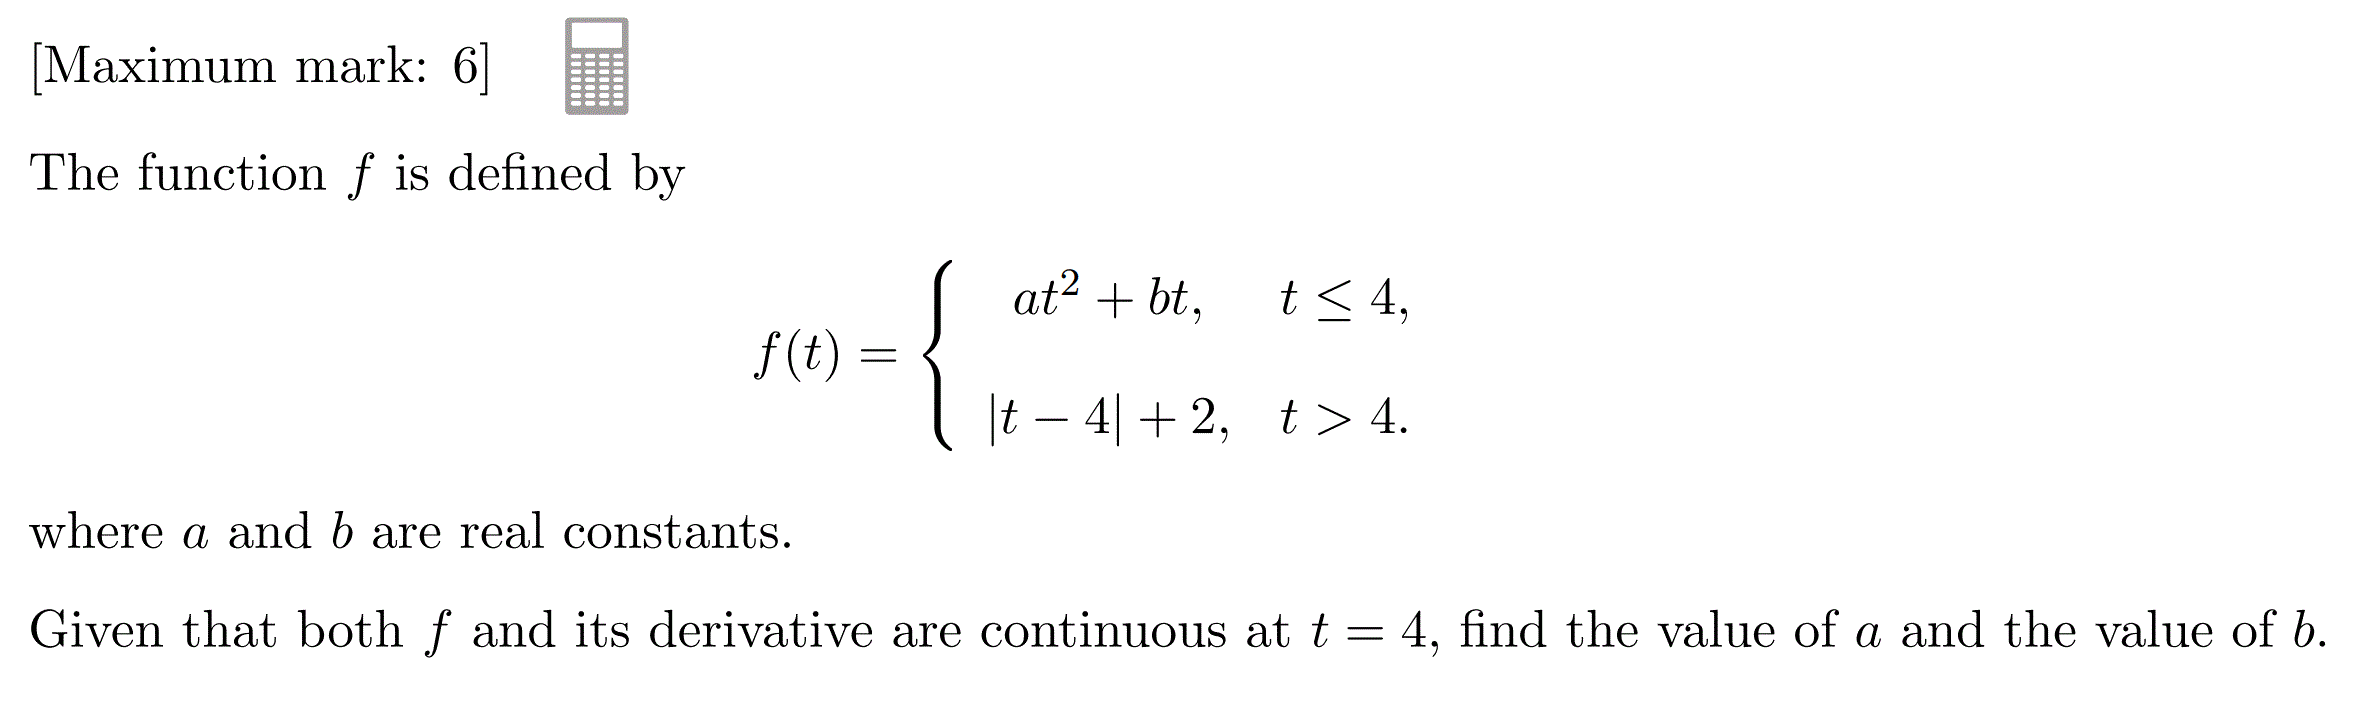 [Maximum mark: 6]
The function f is defined by
f(t) = { at² + bt, t ≤ 4,
|t − 4| + 2, t > 4.
where a and b are real constants.
Given that both f and its derivative are continuous at t = 4, find the value of a and the value of b.